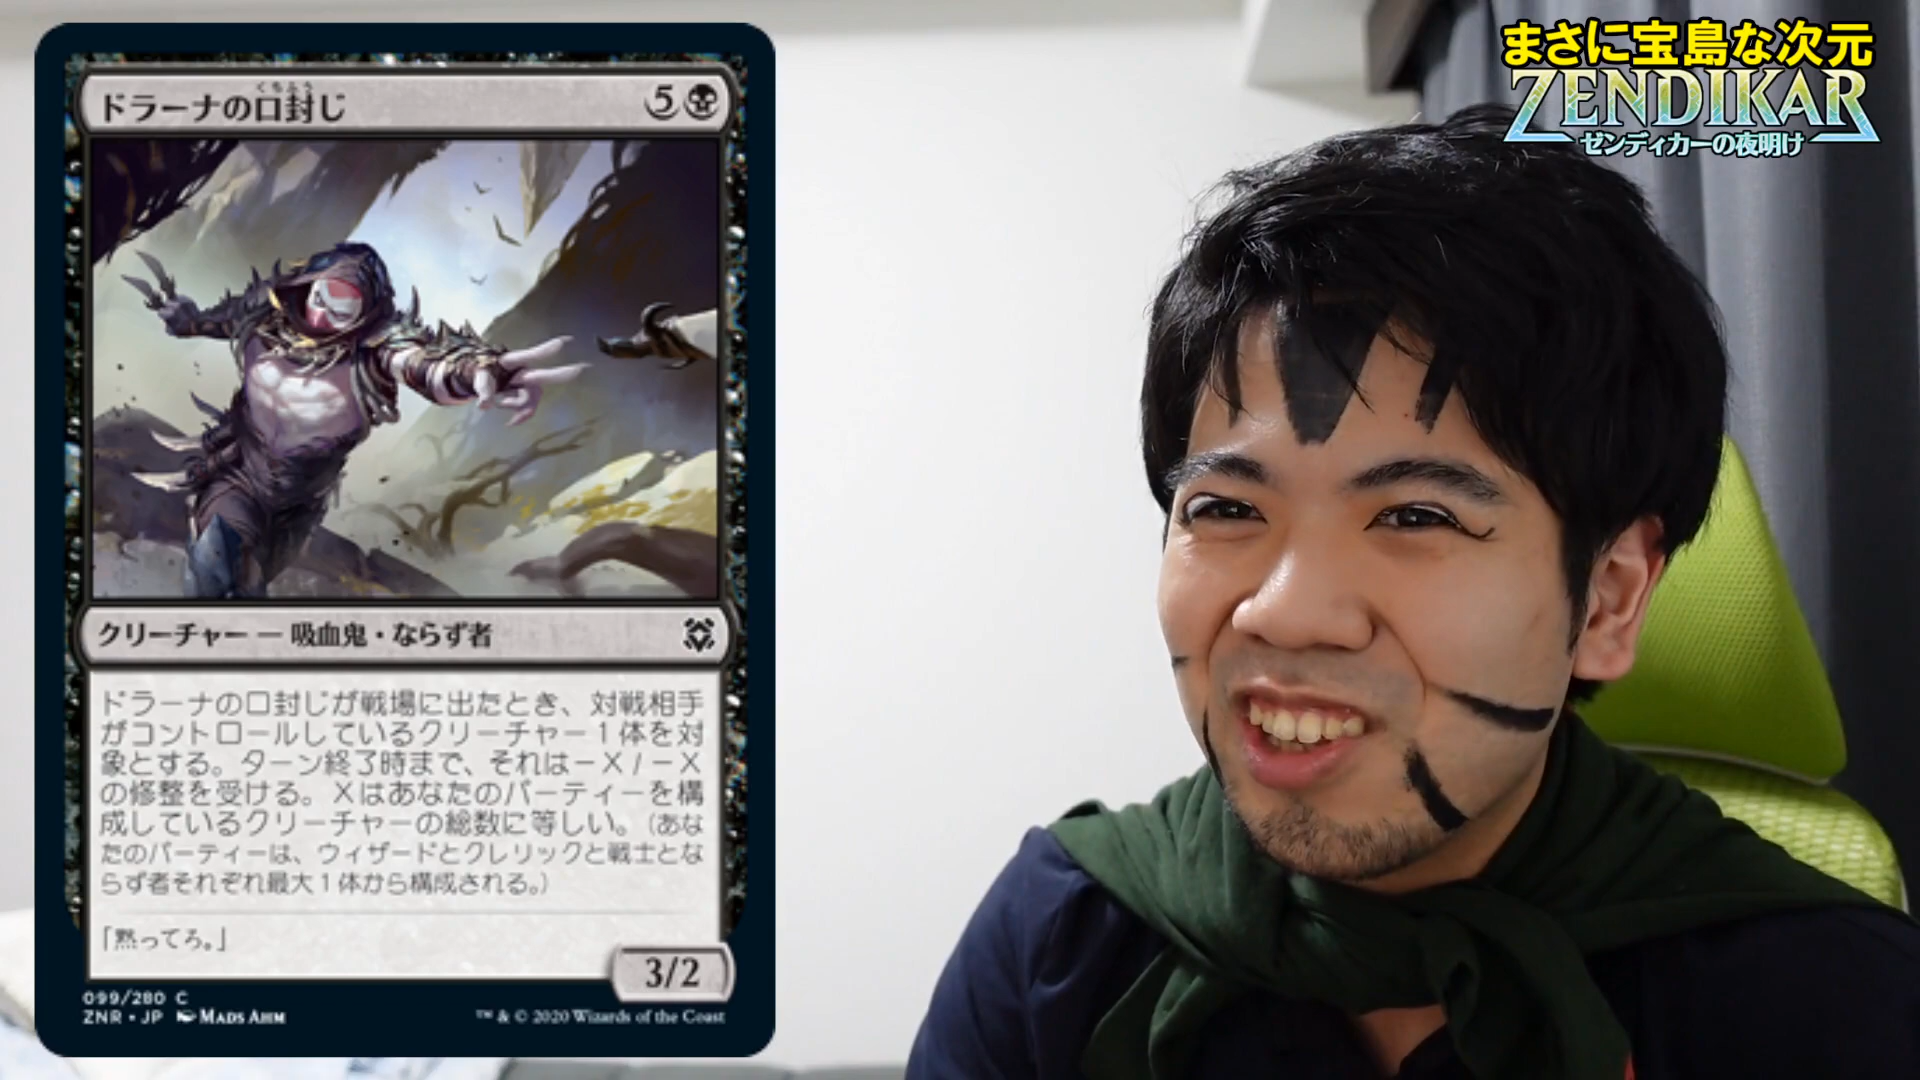 まさに宝島な次元
ZENDIKAR
ゼンディカーの夜明け
くちふう
ドラーナの口封じ
5
クリーチャー — 吸血鬼・ならず者
ドラーナの口封じが戦場に出たとき、対戦相手
がコントロールしているクリーチャー1体を対
象とする。ターン終了時まで、それは－X/－X
の修整を受ける。Xはあなたのパーティーを構
成しているクリーチャーの総数に等しい。(あな
たのパーティーは、ウィザードとクレリックと戦士とな
らず者それぞれ最大1体から構成される。)
「黙ってろ。」
3/2
099/280 C
ZNR • JP MADS AHM
™ & © 2020 Wizards of the Coast